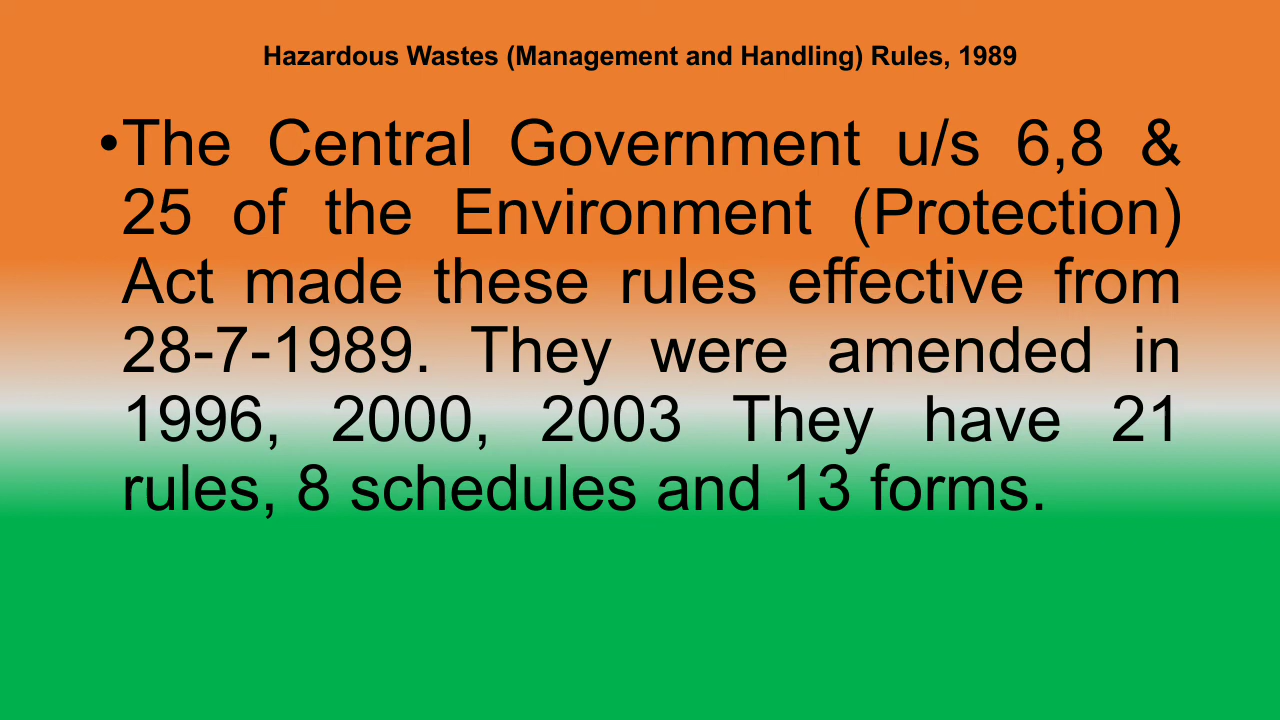 Hazardous Wastes (Management and Handling) Rules, 1989
•The Central Government u/s 6,8 &
25 of the Environment (Protection)
Act made these rules effective from
28-7-1989. They were amended in
1996, 2000, 2003 They have 21
rules, 8 schedules and 13 forms.